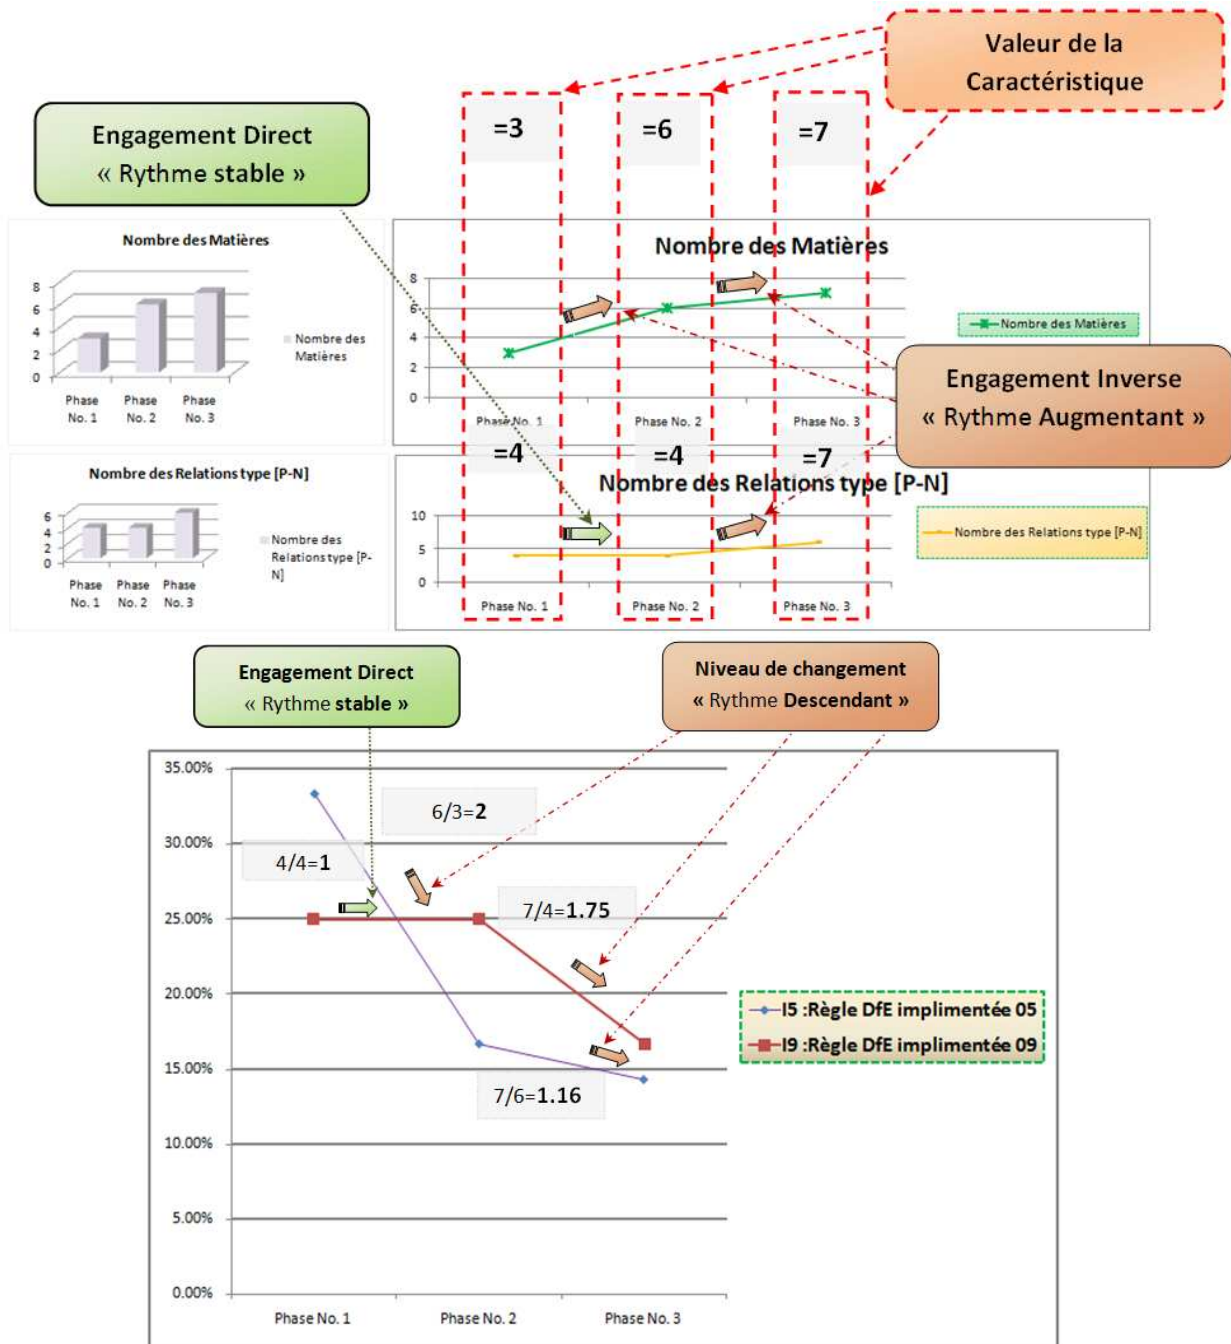 Valeur de la
Caractéristique
Engagement Direct
« Rythme stable »
=3
=6
=7
Nombre des Matières
8
6
4
2
0
Phase
No. 1
Phase
No. 2
Phase
No. 3
Nombre des
Matières
Nombre des Matières
8
6
4
2
0
Phase No. 1
Phase No. 2
Phase No. 3
Nombre des Matières
Engagement Inverse
« Rythme Augmentant »
=4
=4
=7
Nombre des Relations type [P-N]
6
4
2
0
Phase
No. 1
Phase
No. 2
Phase
No. 3
Nombre des
Relations type [P-
N]
Nombre des Relations type [P-N]
10
5
0
Phase No. 1
Phase No. 2
Phase No. 3
Nombre des Relations type [P-N]
Engagement Direct
« Rythme stable »
Niveau de changement
« Rythme Descendant »
35.00%
30.00%
25.00%
20.00%
15.00%
10.00%
5.00%
0.00%
6/3=2
4/4=1
7/4=1.75
7/6=1.16
I5 :Règle DfE implimentée 05
I9 :Règle DfE implimentée 09
Phase No. 1
Phase No. 2
Phase No. 3